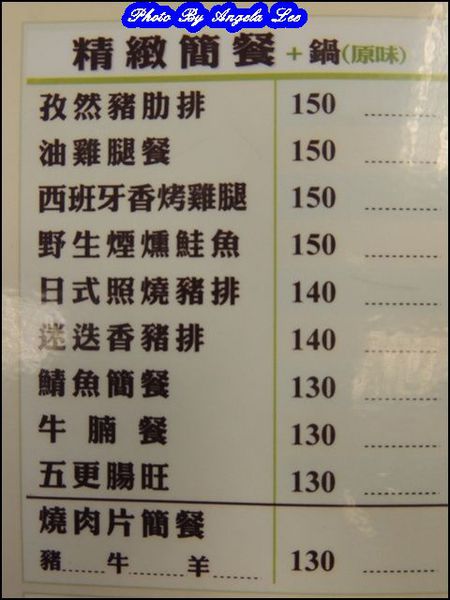 Photo By Angela Lee
精緻簡餐+鍋(原味)
孜然豬肋排 150
油雞腿餐 150
西班牙香烤雞腿 150
野生煙燻鮭魚 150
日式照燒豬排 140
迷迭香豬排 140
鯖魚簡餐 130
牛腩餐 130
五更腸旺 130
燒肉片簡餐
豬......牛......羊...... 130